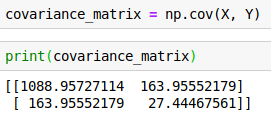 covariance_matrix = np.cov(X, Y)
print(covariance_matrix)
[[1088.95727114  163.95552179]
 [ 163.95552179   27.44467561]]